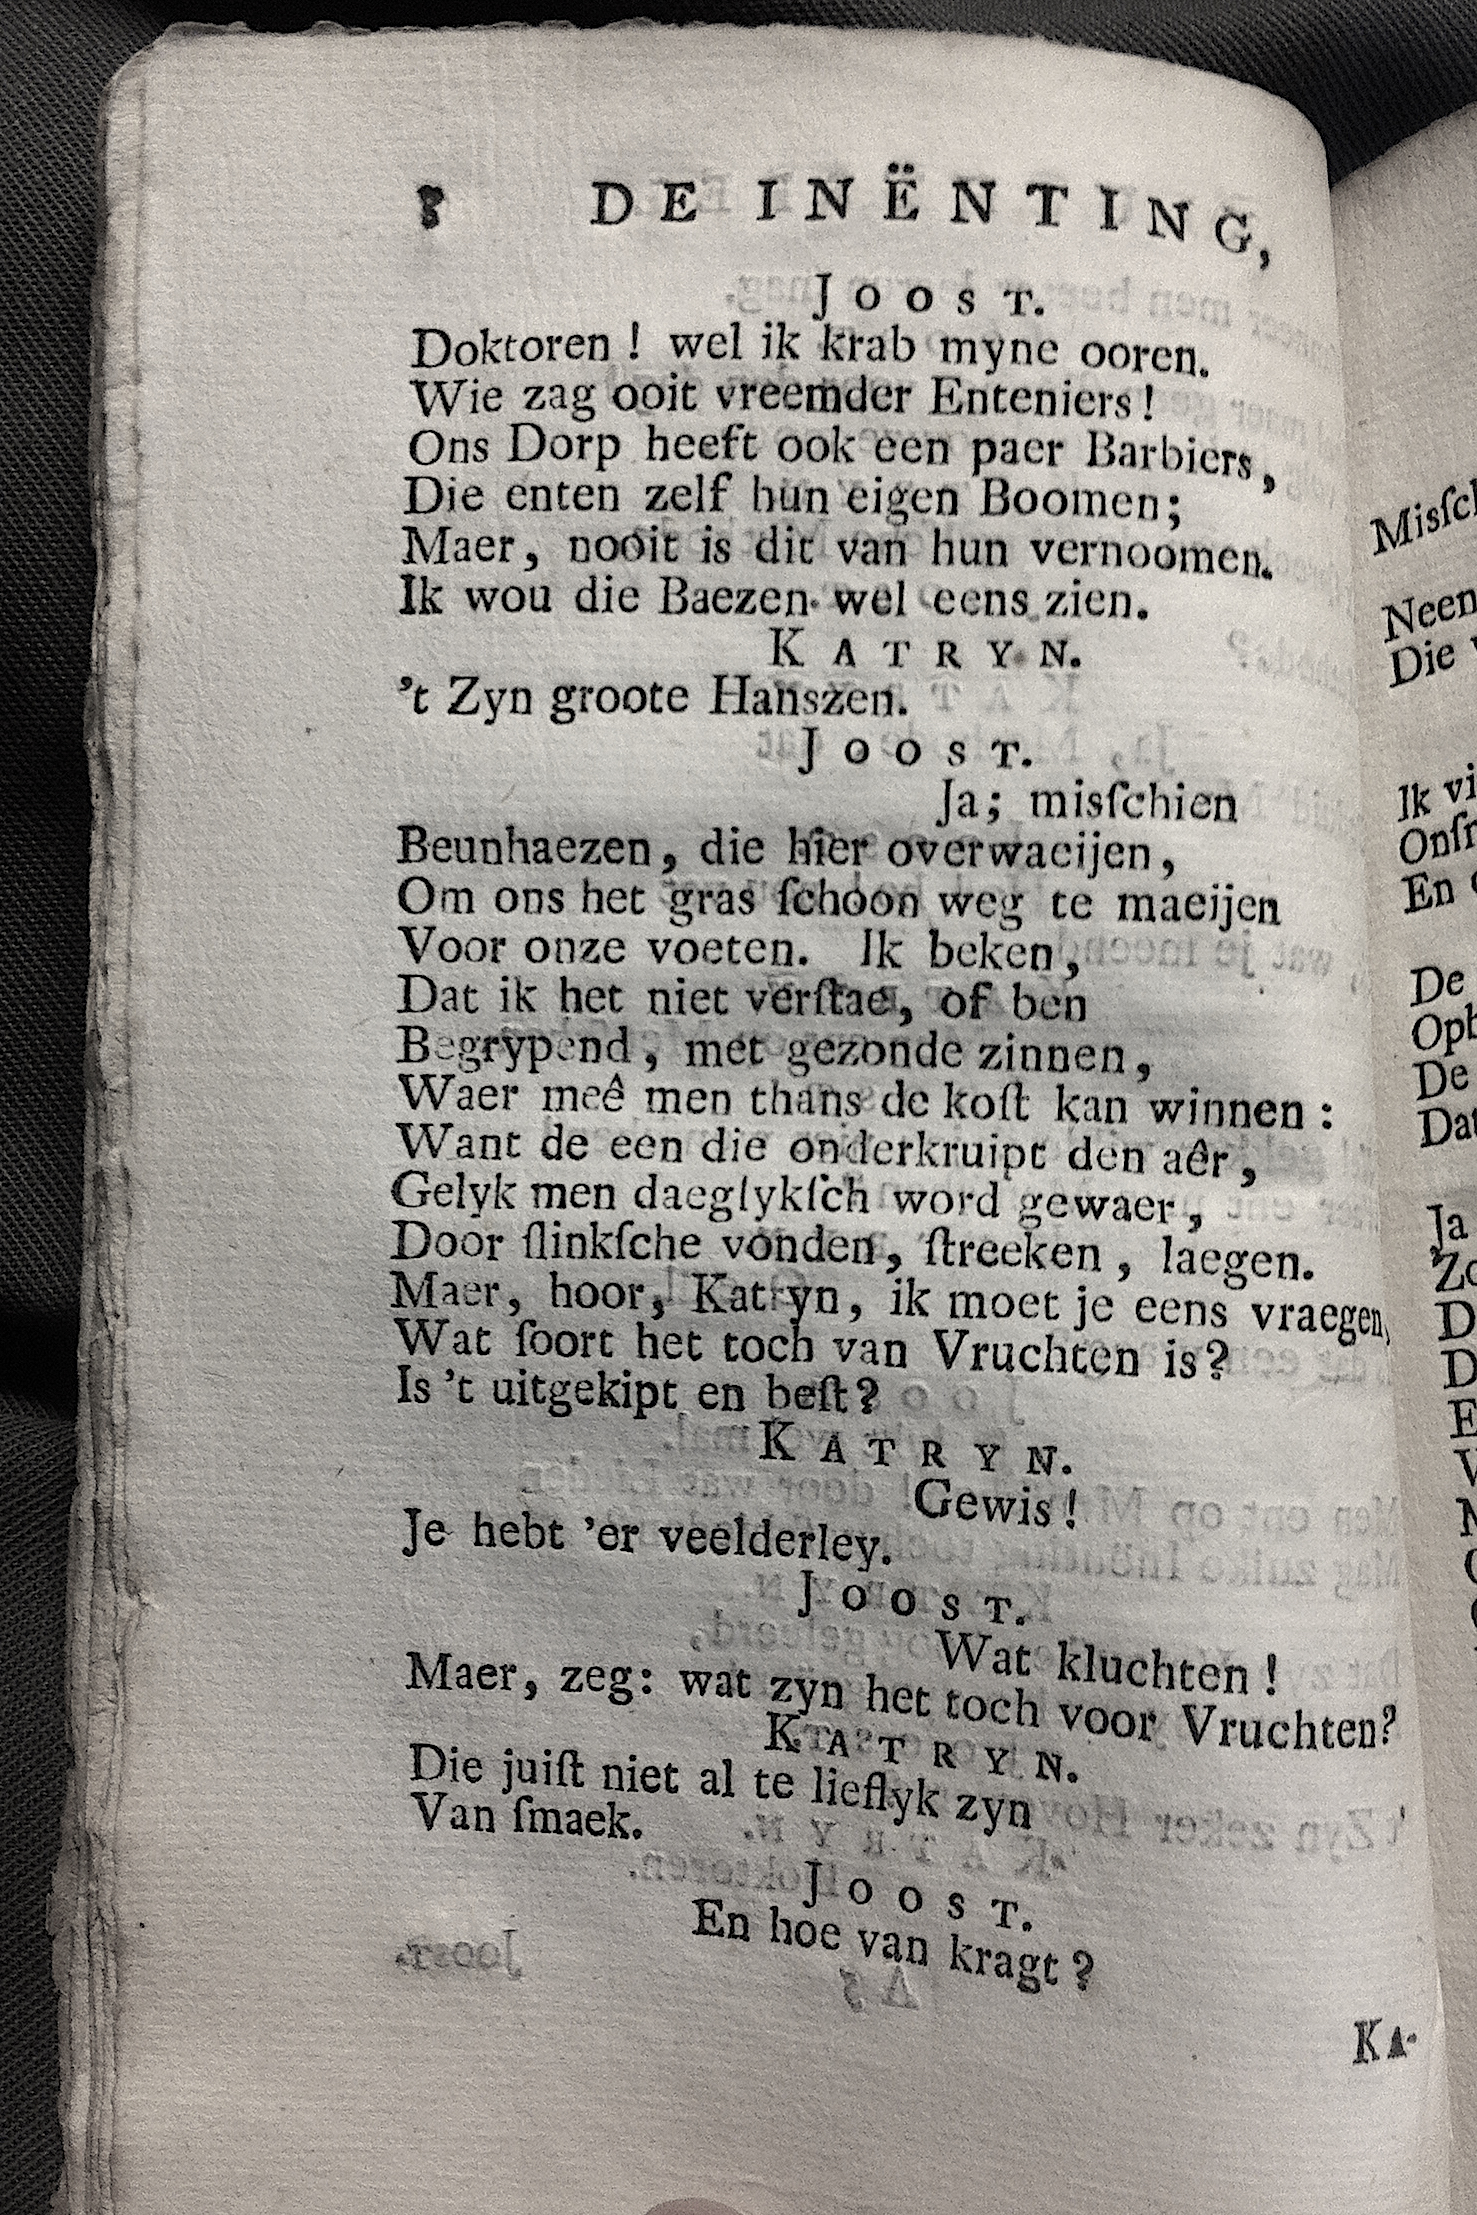 8 DE INËNTING,
JOOST.
Doktoren! wel ik krab myne ooren.
Wie zag ooit vreemder Enteniers!
Ons Dorp heeft ook een paer Barbiers,
Die enten zelf hun eigen Boomen;
Maer, nooit is dit van hun vernoomen.
Ik wou die Baezen wel eens zien.
KATRYN.
't Zyn groote Hanszen.
JOOST.
Ja; misſchien
Beunhaezen, die hier overwaeijen,
Om ons het gras ſchoon weg te maeijen
Voor onze voeten. Ik beken,
Dat ik het niet verſtae, of ben
Begrypend, met gezonde zinnen,
Waer meê men thans de koſt kan winnen:
Want de een die onderkruipt den aêr,
Gelyk men daeglykſch word gewaer,
Door ſlinkſche vonden, ſtreeken, laegen.
Maer, hoor, Katryn, ik moet je eens vraegen,
Wat ſoort het toch van Vruchten is?
Is 't uitgekipt en beſt?
KATRYN.
Gewis!
Je hebt 'er veelderley.
JOOST.
Wat kluchten!
Maer, zeg: wat zyn het toch voor Vruchten?
KATRYN.
Die juiſt niet al te lieflyk zyn
Van ſmaek.
JOOST.
En hoe van kragt?
KA-
Misſch
Neen
Die
Ik vi
Onſ
En
De
Oph
De
Dat
Ja
Zo
D
D
E